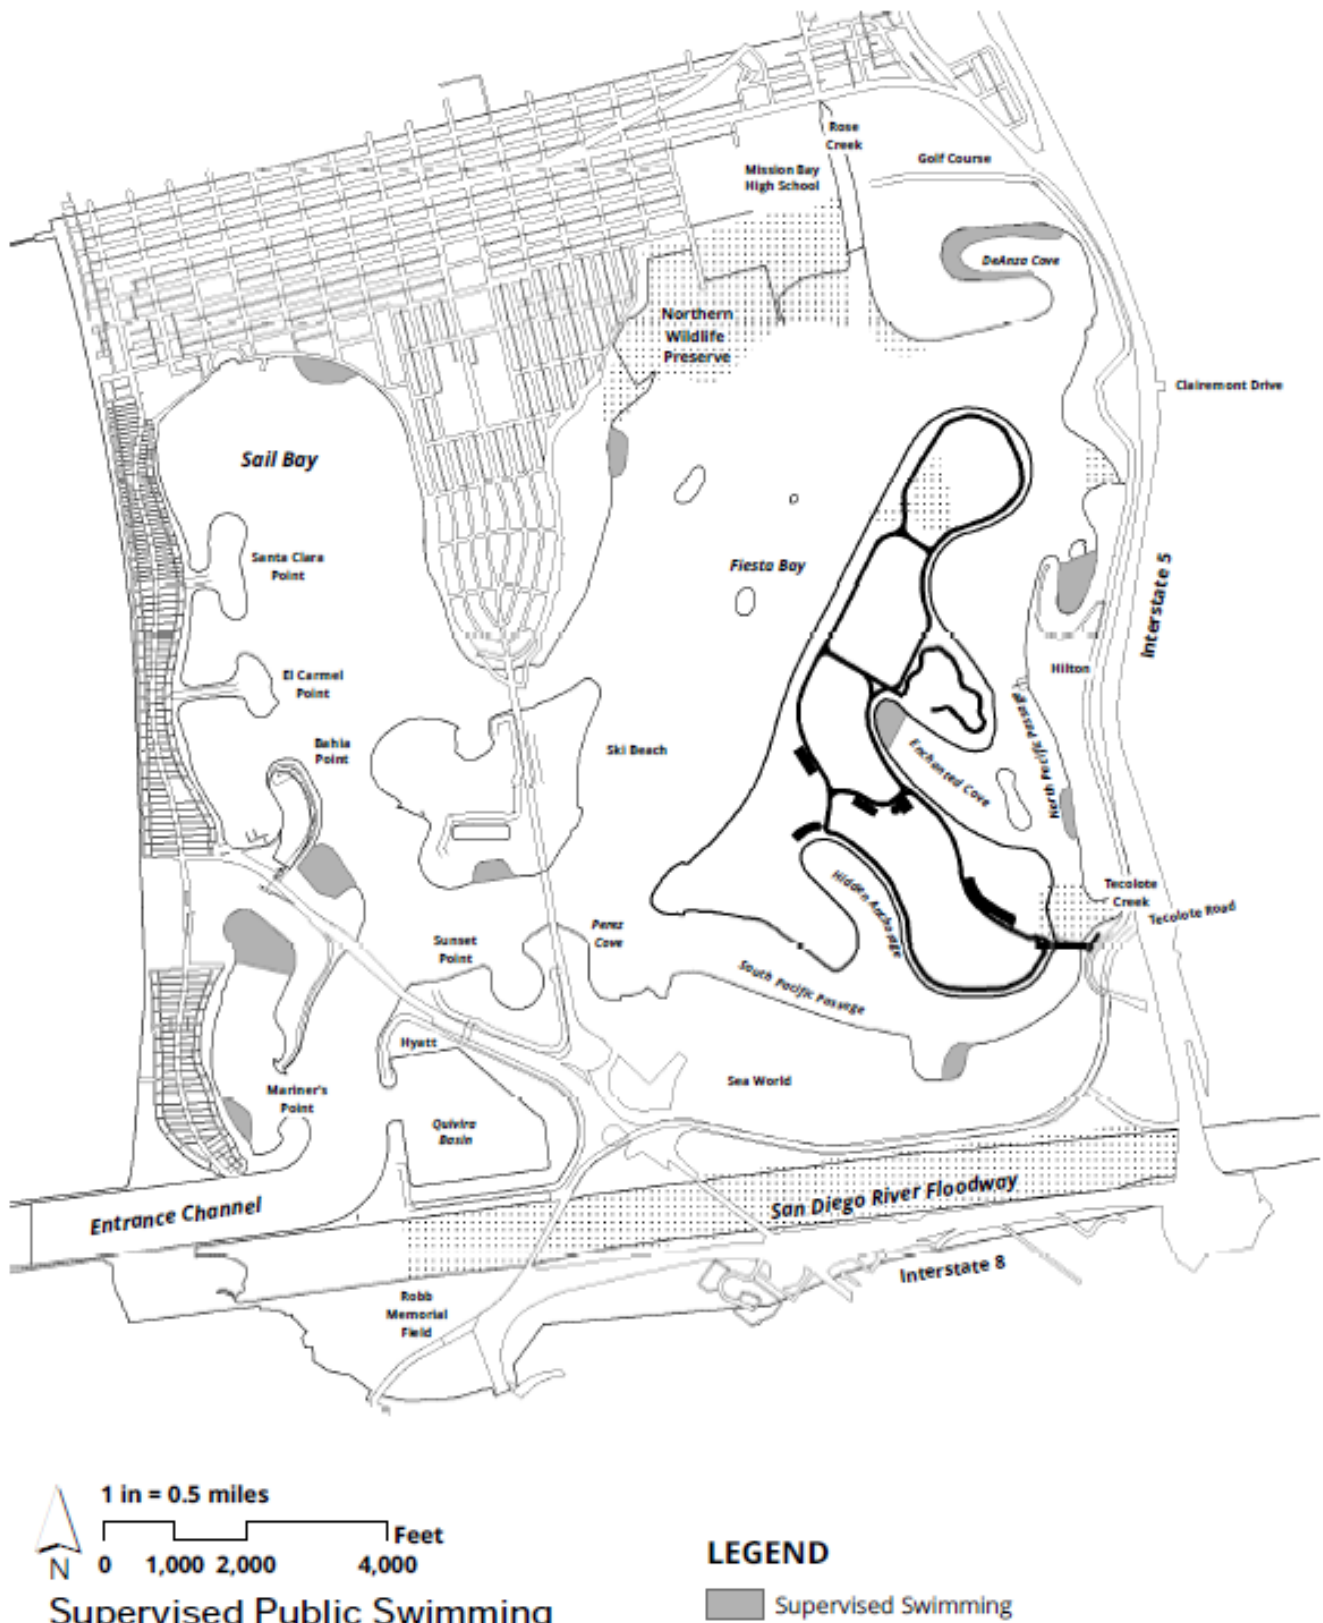 Rose
Creek
Golf Course
Mission Bay
High School
DeAnza Cove
Northern
Wildlife
Preserve
Clairemont Drive
Sail Bay
Santa Clara
Point
Fiesta Bay
Interstate 5
El Carmel
Point
Hilton
Bahia
Point
Ski Beach
North Pacific Passage
Enchanted Cove
Hidden Anchorage
Tecolote
Creek
Tecolote Road
Perez
Cove
Sunset
Point
South Pacific Passage
Hyatt
Sea World
Mariner's
Point
Quivira
Basin
Entrance Channel
San Diego River Floodway
Interstate 8
Robb
Memorial
Field
1 in = 0.5 miles
Feet
N 0 1,000 2,000 4,000
LEGEND
Supervised Swimming
Supervised Public Swimming